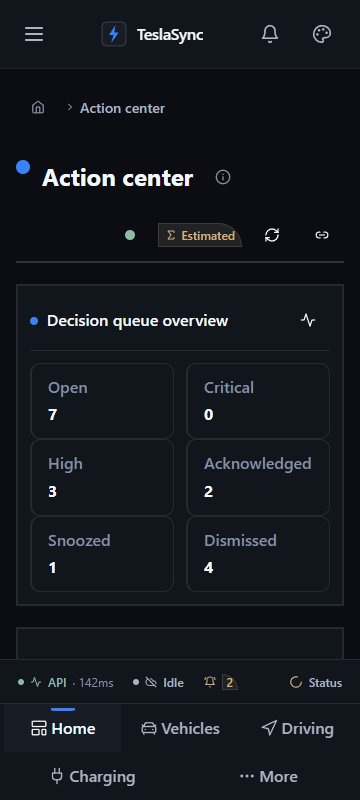 TeslaSync
Action center
Action center
Σ Estimated
Decision queue overview
Open
7
Critical
0
High
3
Acknowledged
2
Snoozed
1
Dismissed
4
API · 142ms
Idle
2
Status
Home
Vehicles
Driving
Charging
More